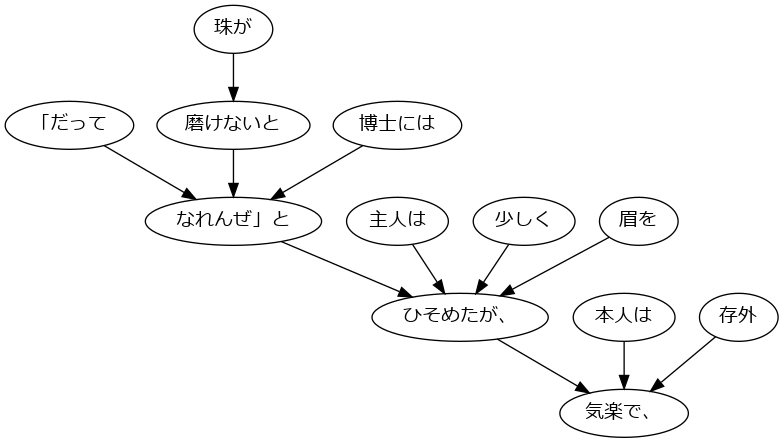 珠が
「だって
磨けないと
博士には
なれんぜ」と
主人は
少しく
眉を
ひそめたが、
本人は
存外
気楽で、